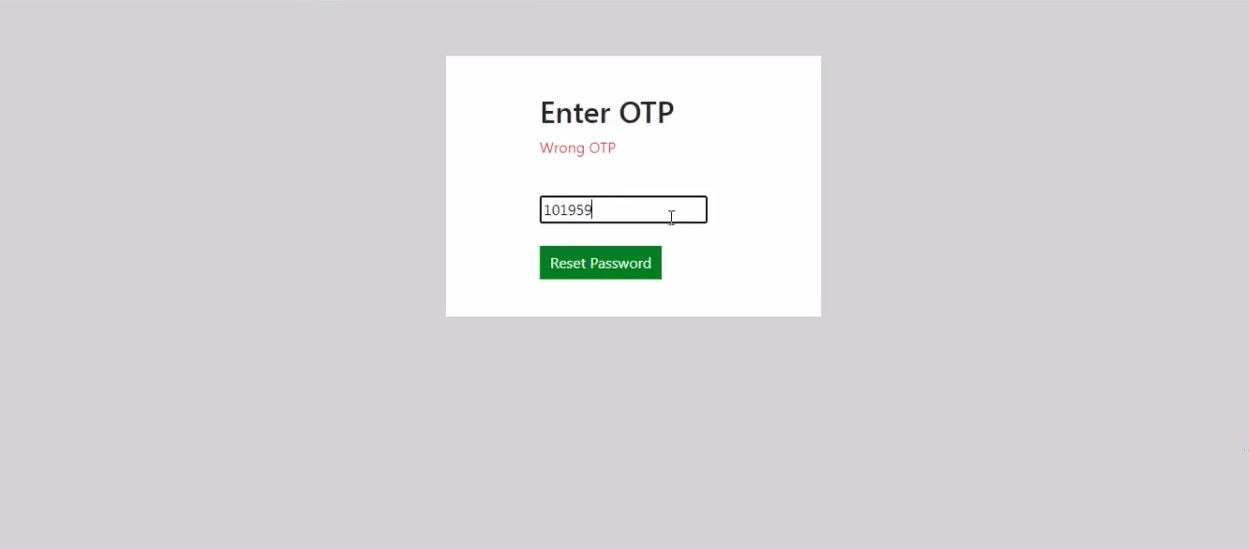 Enter OTP
Wrong OTP
101959
Reset Password